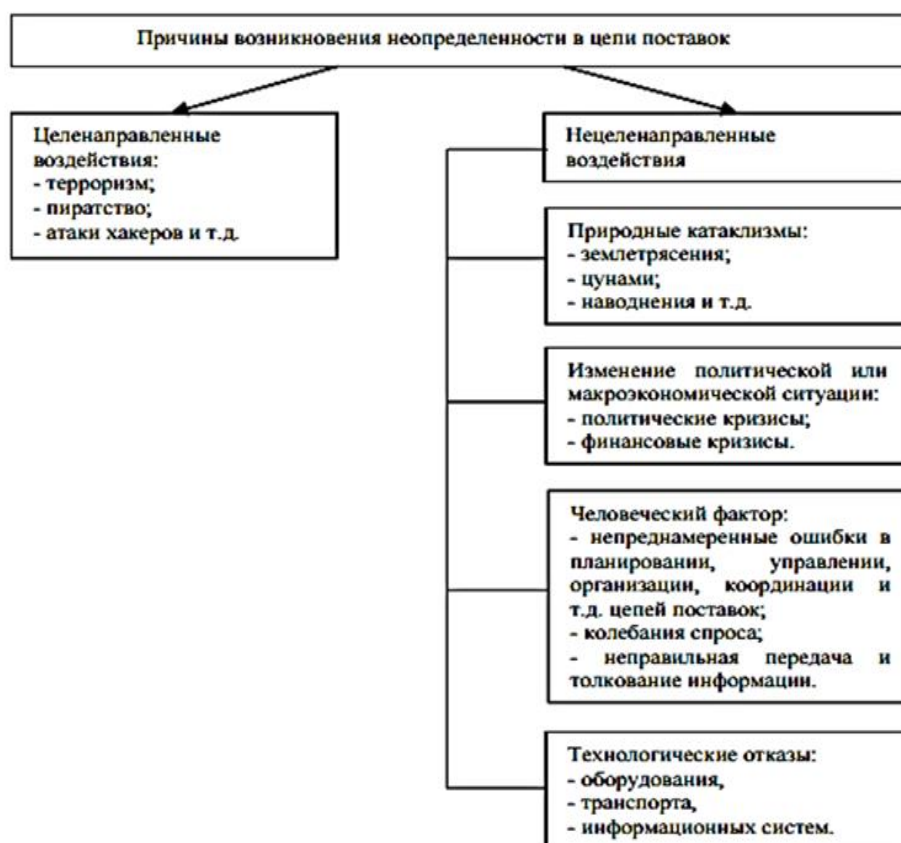 Причины возникновения неопределенности в цепи поставок
Целенаправленные
воздействия:
- терроризм;
- пиратство;
- атаки хакеров и т.д.
Нецеленаправленные
воздействия
Природные катаклизмы:
- землетрясения;
- цунами;
- наводнения и т.д.
Изменение политической или
макроэкономической ситуации:
- политические кризисы;
- финансовые кризисы.
Человеческий фактор:
- непреднамеренные ошибки в
планировании, управлении,
организации, координации и
т.д. цепей поставок;
- колебания спроса;
- неправильная передача и
толкование информации.
Технологические отказы:
- оборудования,
- транспорта,
- информационных систем.